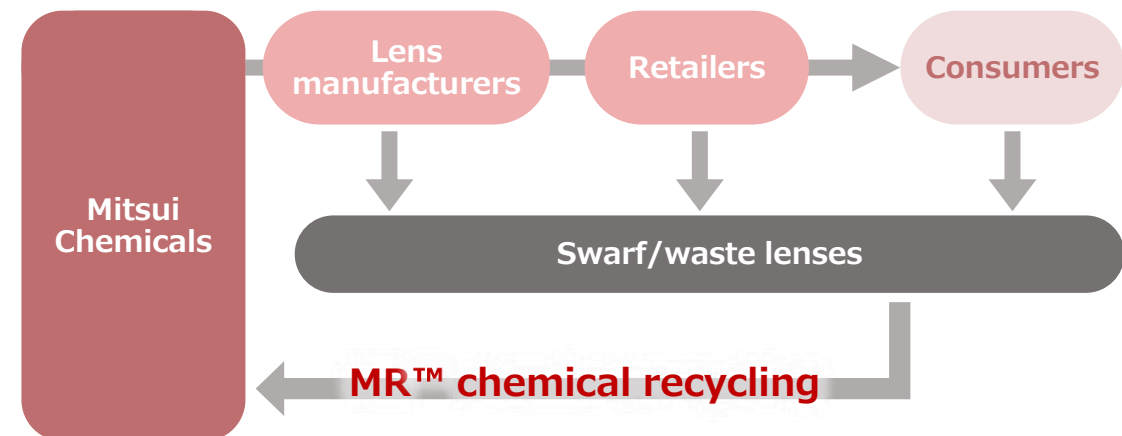 Lens
manufacturers
Retailers
Consumers
Mitsui
Chemicals
Swarf/waste lenses
MR™ chemical recycling